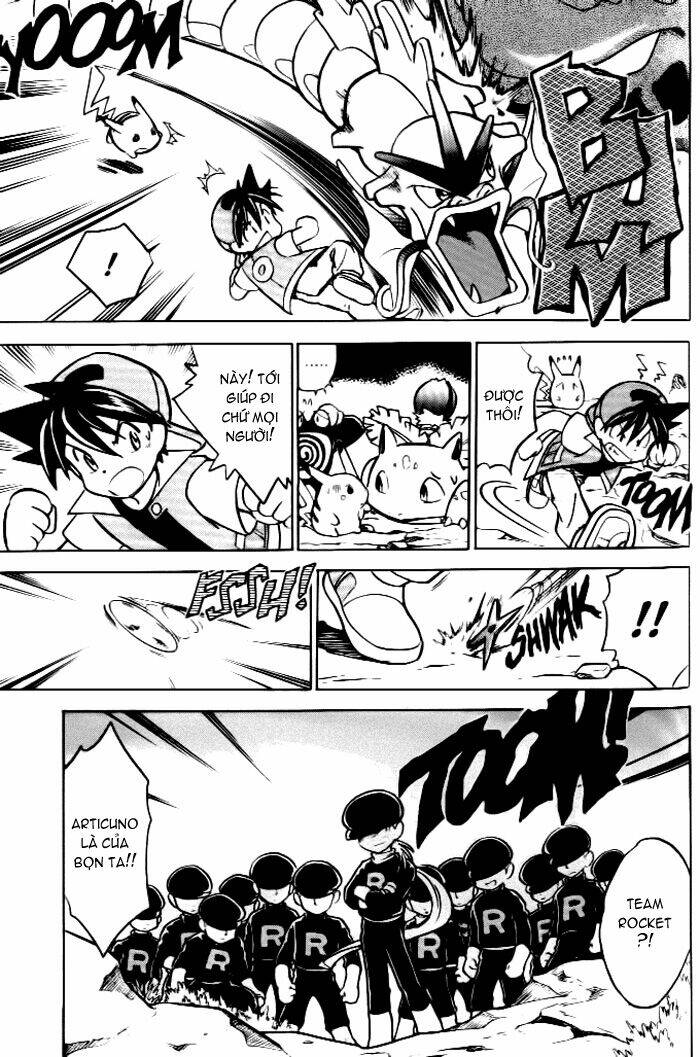 YOOOM
BAM
!
ĐƯỢC
THÔI!
TOOM
......
NÀY! TỚI
GIÚP ĐI
CHỨ MỌI
NGƯỜI!
!!
SHWAK
FSSH!
TOOM!
TEAM
ROCKET
?!
ARTICUNO
LÀ CỦA
BỌN TA!!
R
R
R
R
R
R
R
R
R